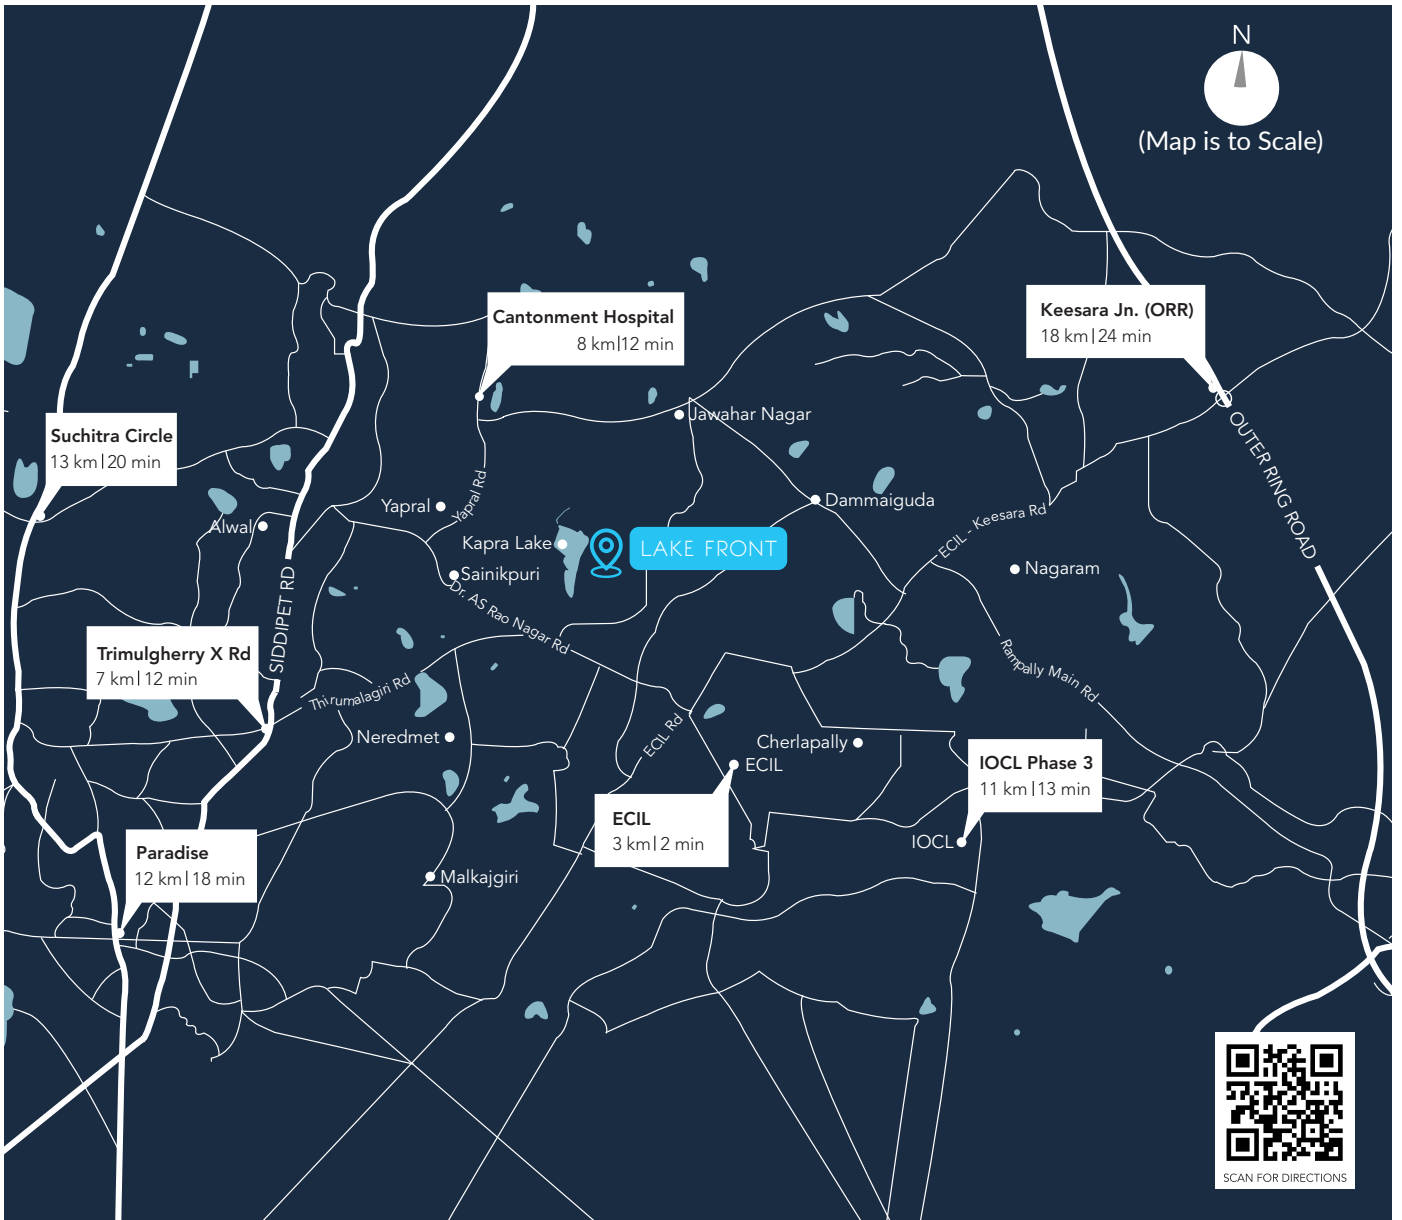 N
(Map is to Scale)
Keesara Jn. (ORR)
18 km|24 min
Cantonment Hospital
8 km|12 min
Jawahar Nagar
OUTER RING ROAD
Suchitra Circle
13 km|20 min
Yapral
Yapral Rd
Dammaiguda
ECIL - Keesara Rd
Alwal
Kapra Lake
LAKE FRONT
Nagaram
Sainikpuri
Dr. AS Rao Nagar Rd
SIDDIPET RD
Trimulgherry X Rd
7 km|12 min
Thirumalagiri Rd
Rampally Main Rd
Neredmet
ECIL Rd
Cherlapally
ECIL
IOCL Phase 3
11 km|13 min
ECIL
3 km|2 min
IOCL
Paradise
12 km|18 min
Malkajgiri
SCAN FOR DIRECTIONS